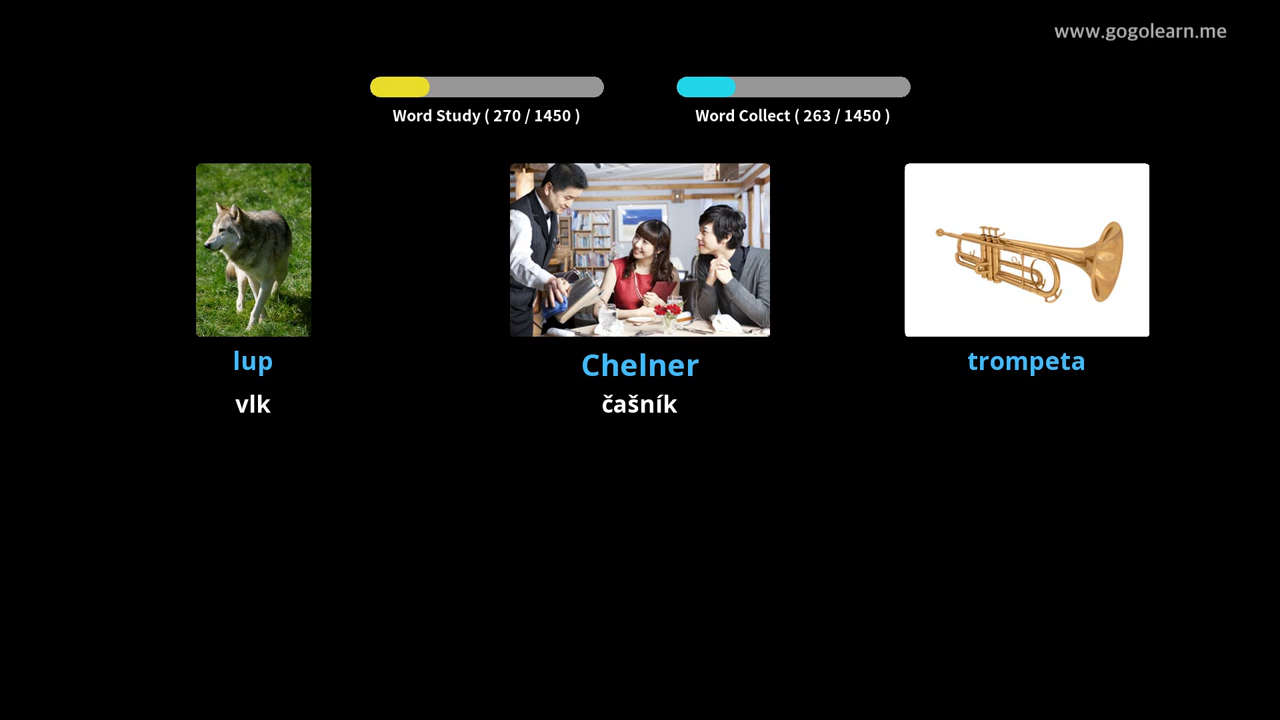 www.gogolearn.me
Word Study ( 270 / 1450 )
Word Collect ( 263 / 1450 )
lup
Chelner
trompeta
vlk
čašník